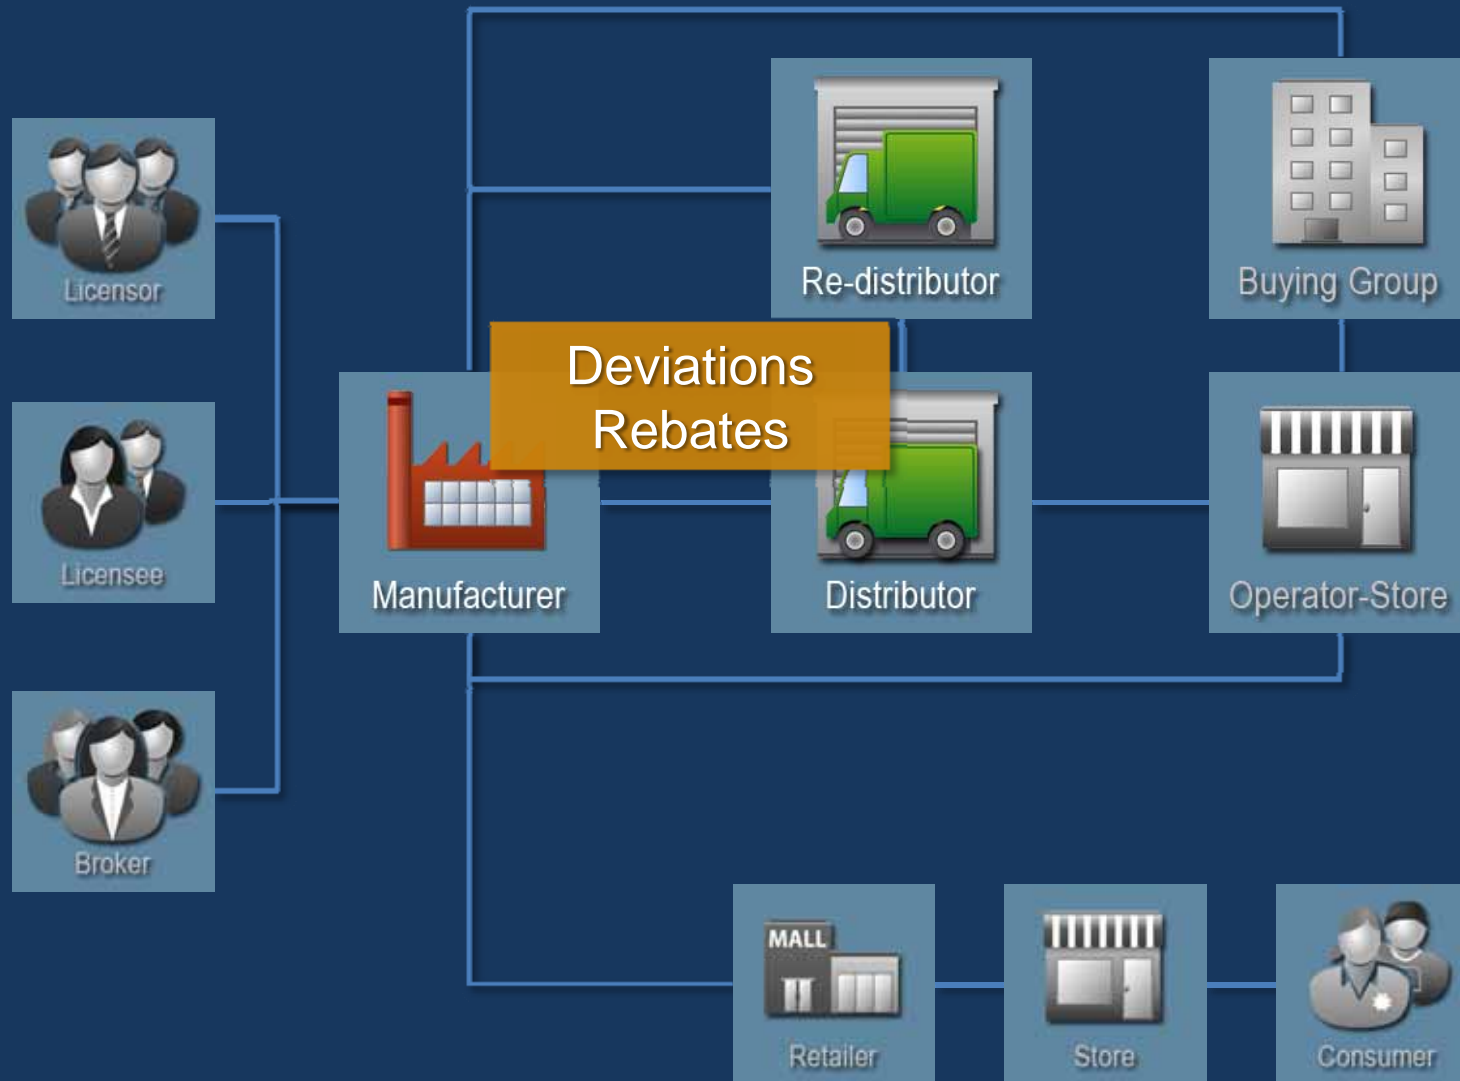 Licensor
Re-distributor
Buying Group
Deviations
Rebates
Licensee
Manufacturer
Distributor
Operator-Store
Broker
MALL
Retailer
Store
Consumer